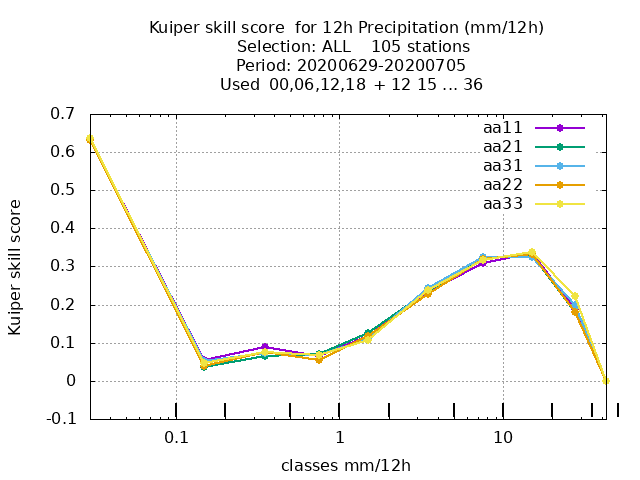 Kuiper skill score  for 12h Precipitation (mm/12h)
Selection: ALL    105 stations
Period: 20200629-20200705
Used  00,06,12,18  + 12 15 ... 36
0.7
0.6
0.5
0.4
0.3
0.2
0.1
0
-0.1
Kuiper skill score
aa11
aa21
aa31
aa22
aa33
0.1
1
10
classes mm/12h